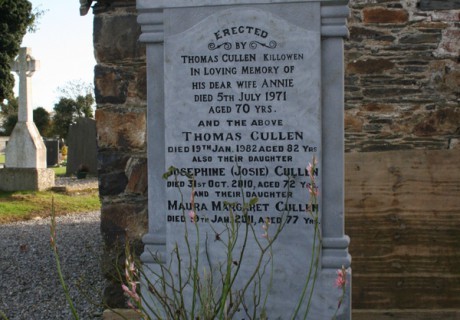 ERECTED
BY
THOMAS CULLEN KILLOWEN
IN LOVING MEMORY OF
HIS DEAR WIFE ANNIE
DIED 5TH JULY 1971
AGED 70 YRS.
AND THE ABOVE
THOMAS CULLEN
DIED 19TH JAN. 1982 AGED 82 YRS
ALSO THEIR DAUGHTER
JOSEPHINE (JOSIE) CULLEN
DIED 31ST OCT. 2010, AGED 72 YRS
AND THEIR DAUGHTER
MAURA MARGARET CULLEN
DIED JAN. 2011, AGED 77 YRS.